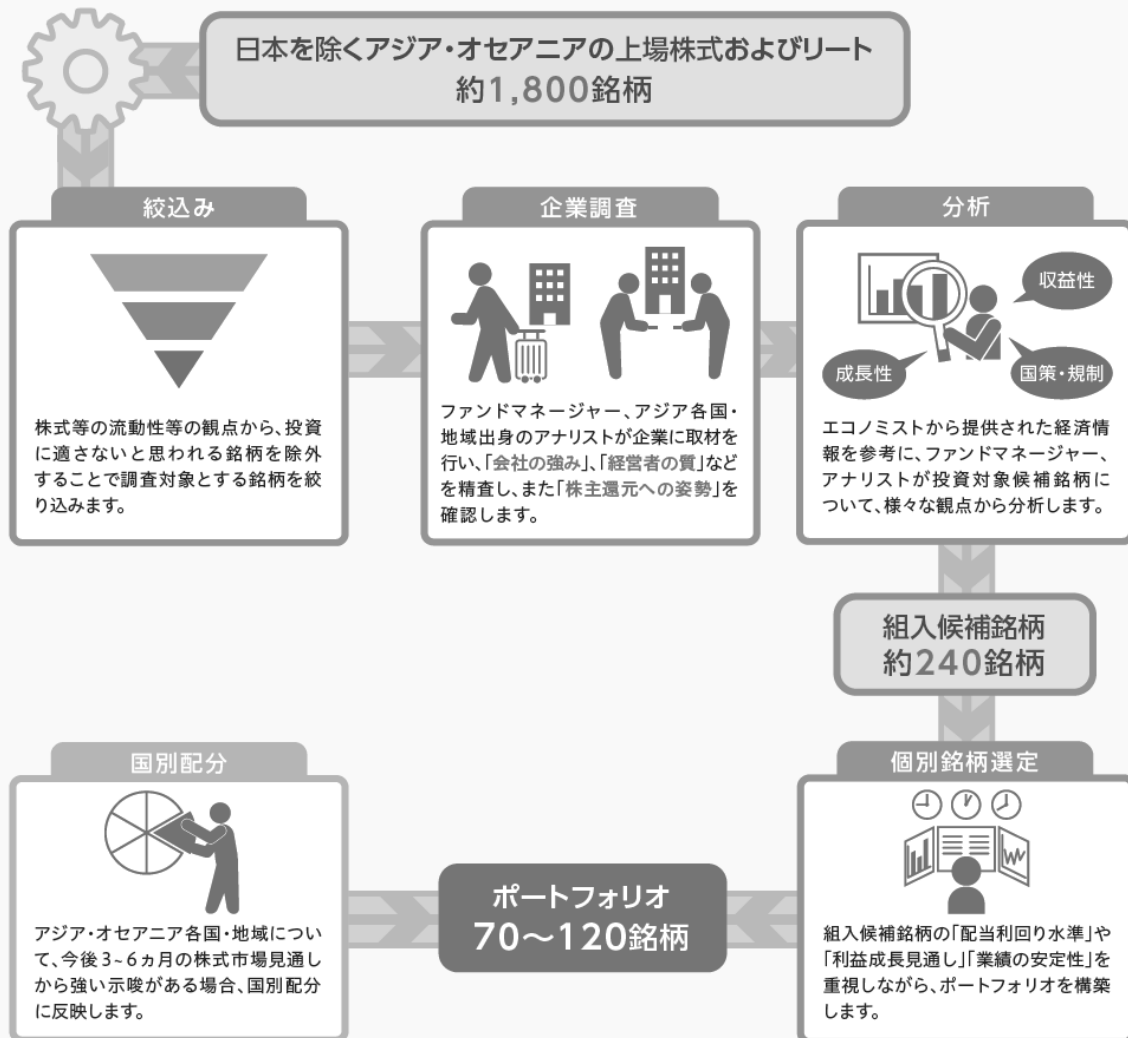 日本を除くアジア・オセアニアの上場株式およびリート
約1,800銘柄
絞込み
株式等の流動性等の観点から、投資
に適さないと思われる銘柄を除外
することで調査対象とする銘柄を絞
り込みます。
企業調査
ファンドマネージャー、アジア各国・
地域出身のアナリストが企業に取材を
行い、「会社の強み」、「経営者の質」など
を精査し、また「株主還元への姿勢」を
確認します。
分析
収益性
成長性
国策・規制
エコノミストから提供された経済情
報を参考に、ファンドマネージャー、
アナリストが投資対象候補銘柄に
ついて、様々な観点から分析します。
組入候補銘柄
約240銘柄
個別銘柄選定
組入候補銘柄の「配当利回り水準」や
「利益成長見通し」「業績の安定性」を
重視しながら、ポートフォリオを構築
します。
ポートフォリオ
70～120銘柄
国別配分
アジア・オセアニア各国・地域につい
て、今後3~6ヵ月の株式市場見通し
から強い示唆がある場合、国別配分
に反映します。